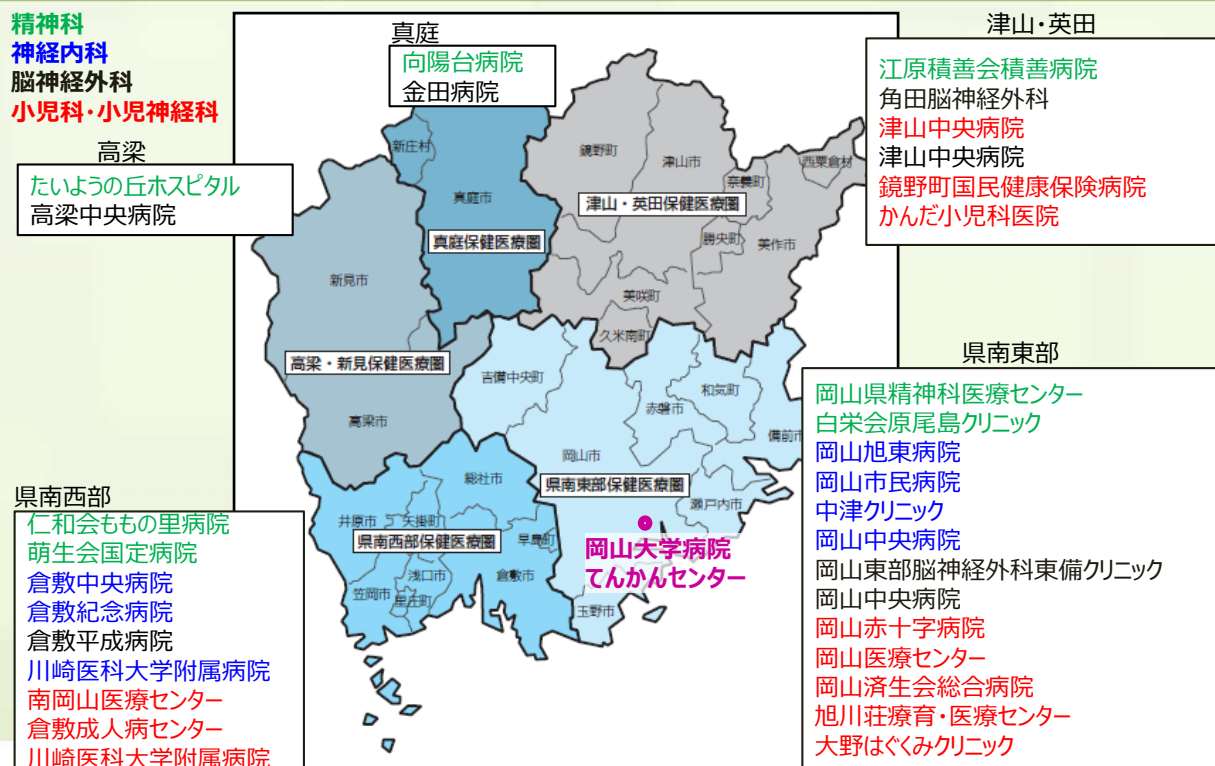 精神科
神経内科
脳神経外科
小児科・小児神経科
高梁
たいようの丘ホスピタル
高梁中央病院
真庭
向陽台病院
金田病院
津山・英田
江原積善会積善病院
角田脳神経外科
津山中央病院
津山中央病院
鏡野町国民健康保険病院
かんだ小児科医院
新庄村
真庭市
真庭保健医療圏
鏡野町
津山市
奈義町
西粟倉村
津山・英田保健医療圏
勝央町
美作市
美咲町
久米南町
新見市
高梁・新見保健医療圏
高梁市
吉備中央町
和気町
赤磐市
備前市
岡山市
県南東部保健医療圏
瀬戸内市
岡山大学病院
てんかんセンター
玉野市
総社市
井原市
矢掛町
県南西部保健医療圏
早島町
浅口市
倉敷市
笠岡市
里庄町
県南東部
岡山県精神科医療センター
白栄会原尾島クリニック
岡山旭東病院
岡山市民病院
中津クリニック
岡山中央病院
岡山東部脳神経外科東備クリニック
岡山中央病院
岡山赤十字病院
岡山医療センター
岡山済生会総合病院
旭川荘療育・医療センター
大野はぐくみクリニック
県南西部
仁和会ももの里病院
萌生会国定病院
倉敷中央病院
倉敷紀念病院
倉敷平成病院
川崎医科大学附属病院
南岡山医療センター
倉敷成人病センター
川崎医科大学附属病院